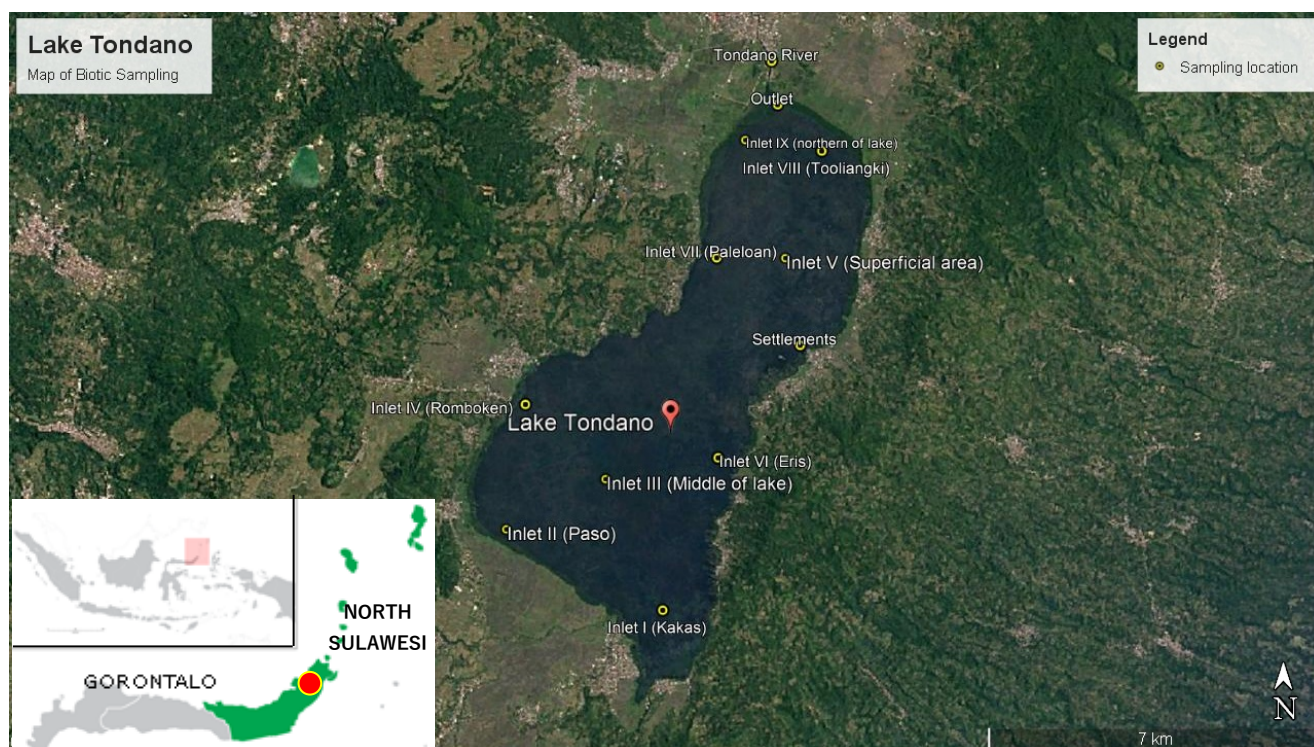 Lake Tondano
Map of Biotic Sampling
Legend
Sampling location
Tondano River
Outlet
Inlet IX (northern of lake)
Inlet VIII (Tooliangki)
Inlet VII (Paleloan)
Inlet V (Superficial area)
Settlements
Inlet IV (Romboken)
Lake Tondano
Inlet VI (Eris)
Inlet III (Middle of lake)
Inlet II (Paso)
Inlet I (Kakas)
NORTH
SULAWESI
GORONTALO
N
7 km